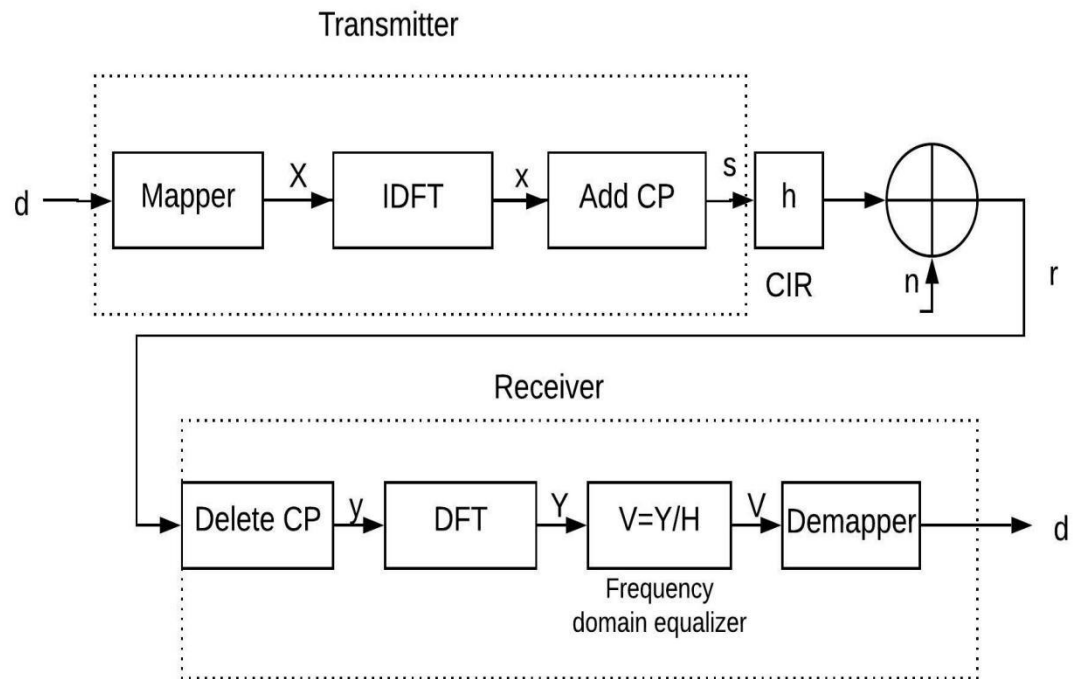 Transmitter
d
Mapper
X
IDFT
x
Add CP
s
h
CIR
n
r
Receiver
Delete CP
y
DFT
Y
V=Y/H
V
Demapper
d
Frequency
domain equalizer